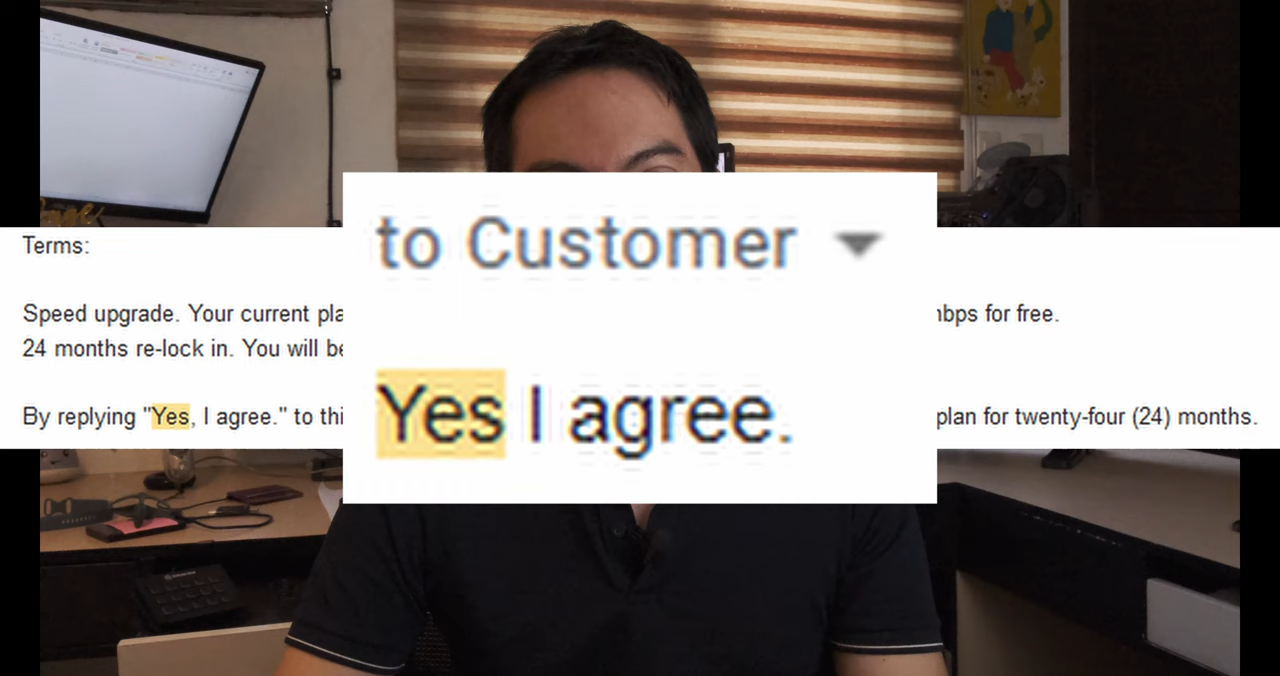 Terms:
Speed upgrade. Your current pla
bps for free.
24 months re-lock in. You will be
By replying "Yes, I agree." to thi
plan for twenty-four (24) months.
to Customer
Yes I agree.